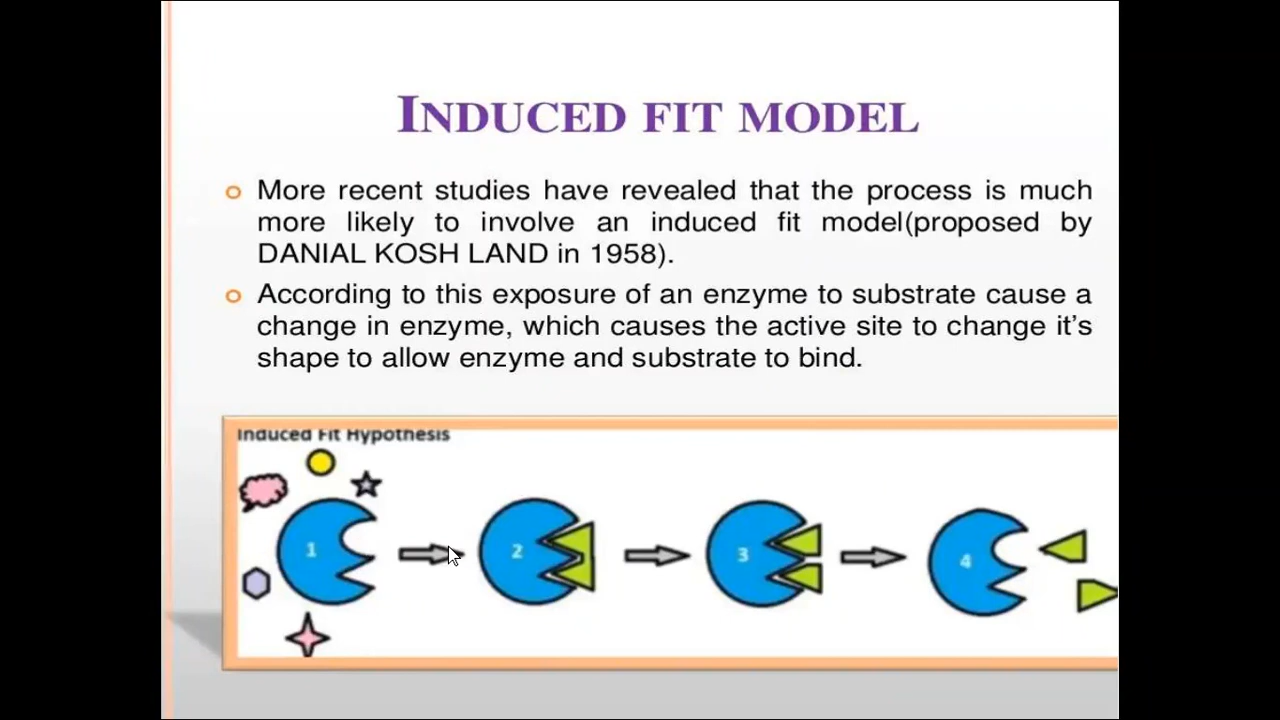 INDUCED FIT MODEL
o More recent studies have revealed that the process is much
more likely to involve an induced fit model(proposed by
DANIAL KOSH LAND in 1958).
o According to this exposure of an enzyme to substrate cause a
change in enzyme, which causes the active site to change it's
shape to allow enzyme and substrate to bind.
Induced Fit Hypothesis
1
2
3
4